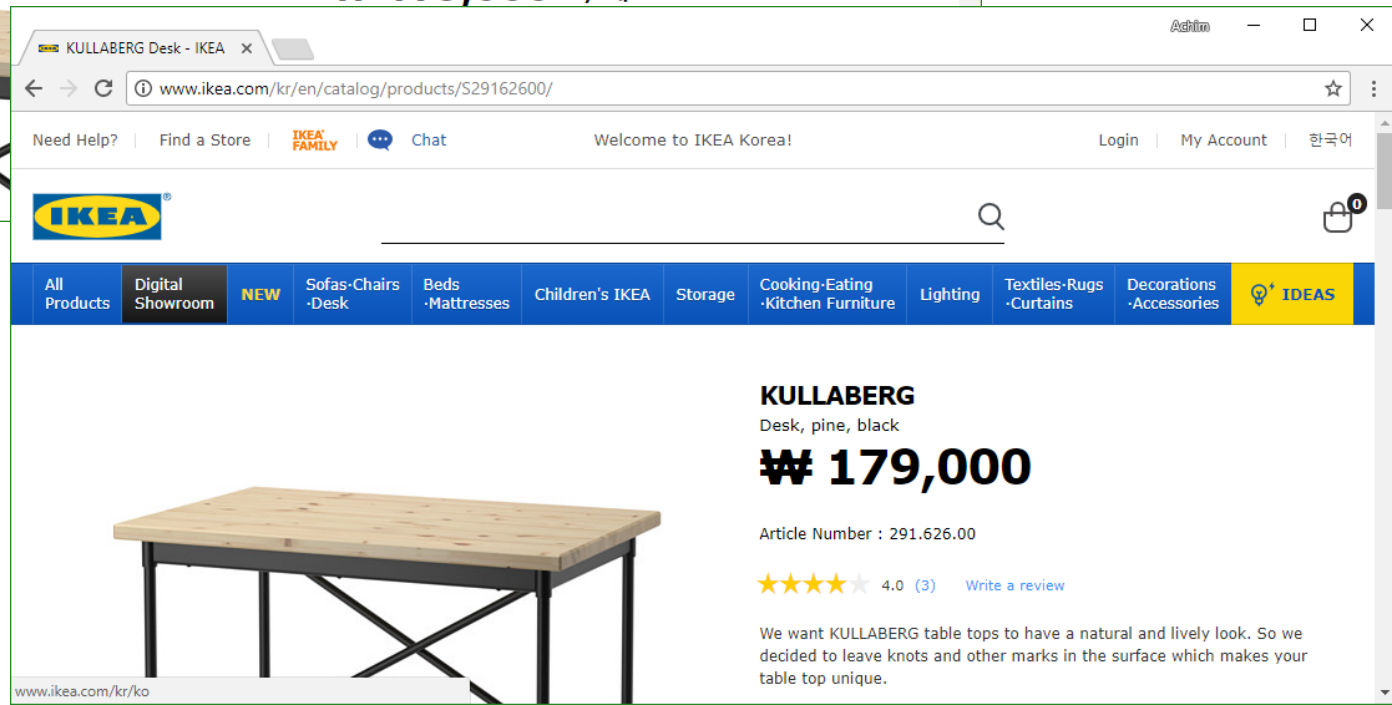 Achim
KULLABERG Desk - IKEA
www.ikea.com/kr/en/catalog/products/S29162600/
Need Help? Find a Store IKEA FAMILY Chat Welcome to IKEA Korea! Login My Account 한국어
IKEA ® 0
All Products
Digital Showroom
NEW
Sofas·Chairs
·Desk
Beds
·Mattresses
Children's IKEA
Storage
Cooking·Eating
·Kitchen Furniture
Lighting
Textiles·Rugs
·Curtains
Decorations
·Accessories
IDEAS
KULLABERG
Desk, pine, black
₩ 179,000
Article Number : 291.626.00
4.0 (3) Write a review
We want KULLABERG table tops to have a natural and lively look. So we
decided to leave knots and other marks in the surface which makes your
table top unique.
www.ikea.com/kr/ko